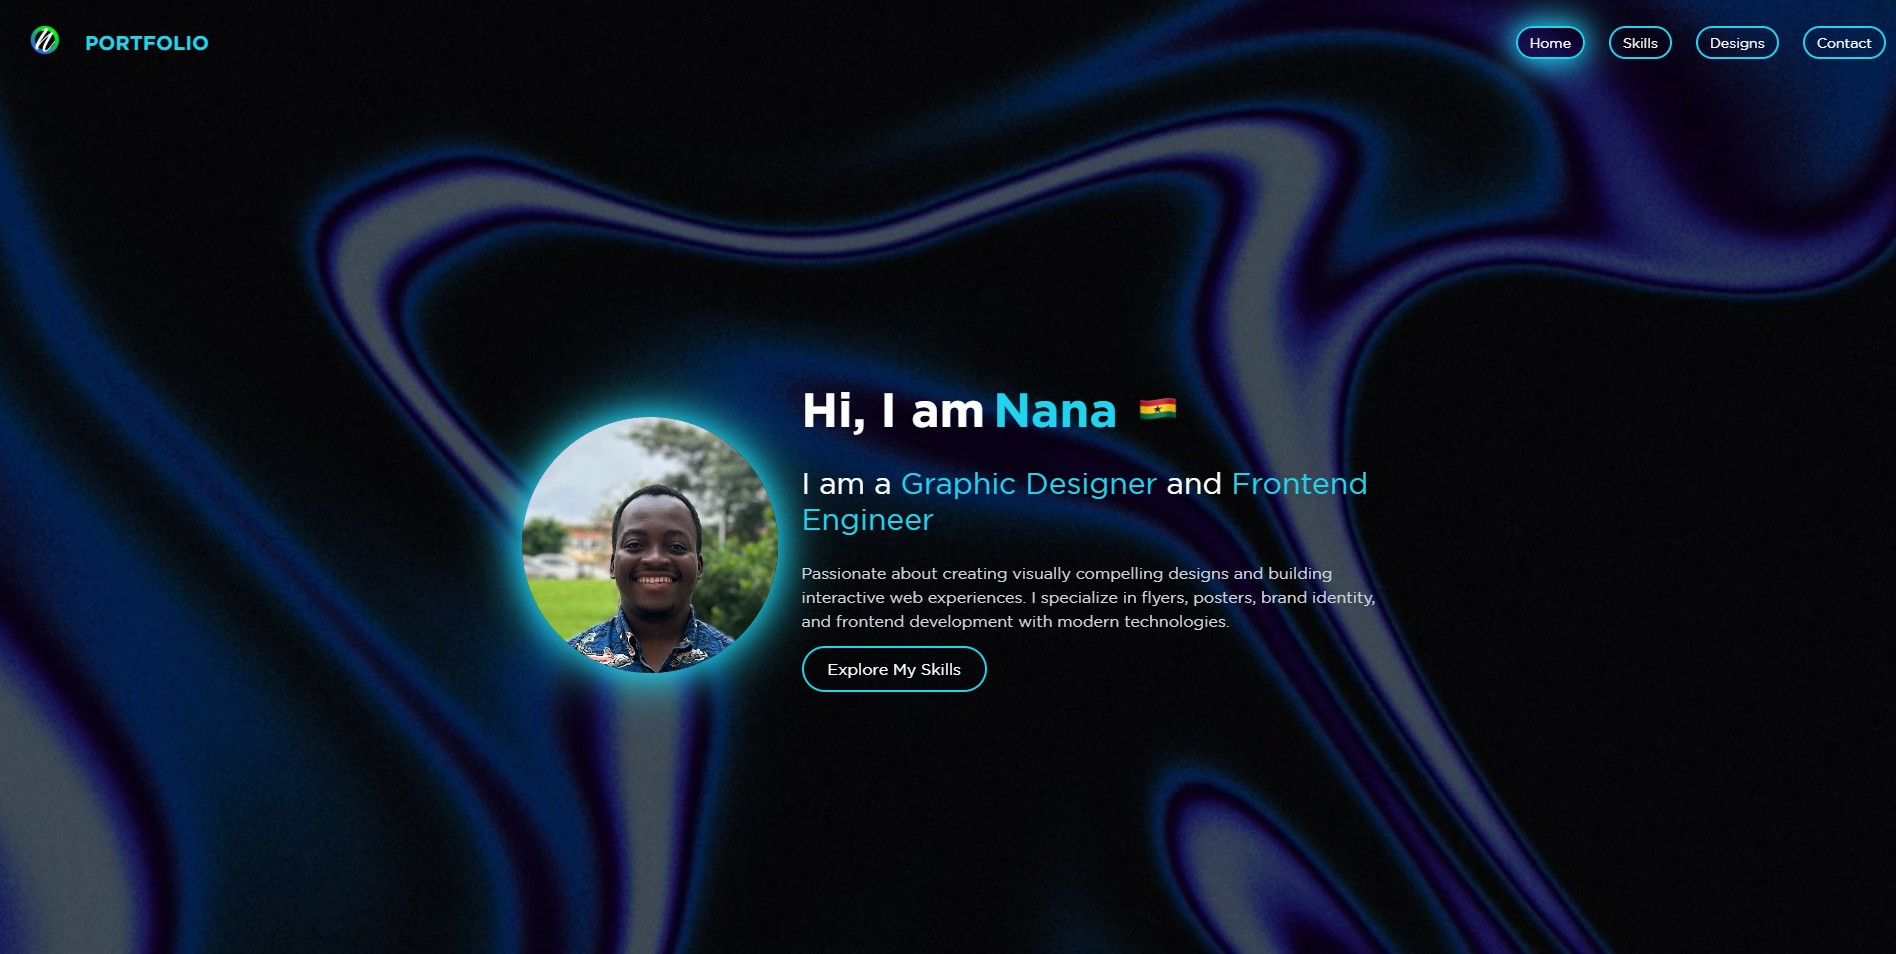 PORTFOLIO
Home
Skills
Designs
Contact
Hi, I am Nana 🇬🇭
I am a Graphic Designer and Frontend
Engineer
Passionate about creating visually compelling designs and building
interactive web experiences. I specialize in flyers, posters, brand identity,
and frontend development with modern technologies.
Explore My Skills